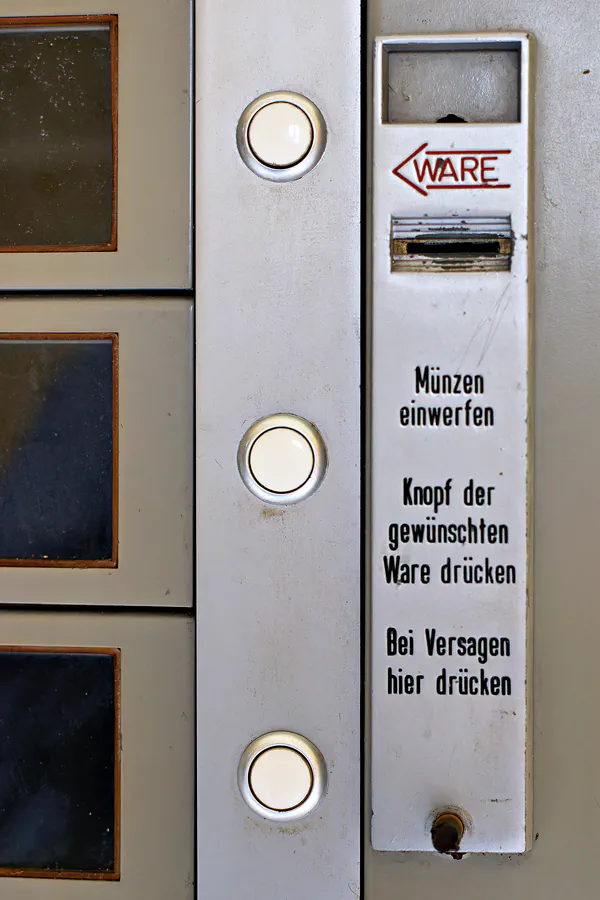 WARE
Münzen
einwerfen
Knopf der
gewünschten
Ware drücken
Bei Versagen
hier drücken